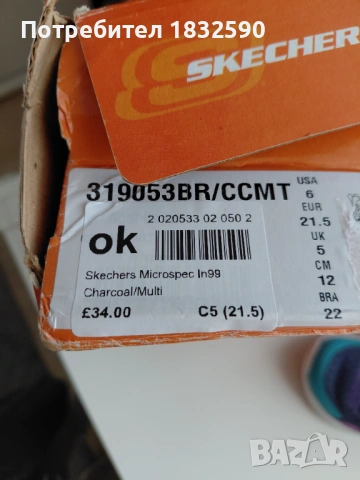 Потребител 1832590
SKECHERS
319053BR/CCMT
USA
6
EUR
21.5
UK
5
CM
12
BRA
22
2 020533 02 050 2
ok
Skechers Microspec In99
Charcoal/Multi
£34.00
C5 (21.5)
BAZAR